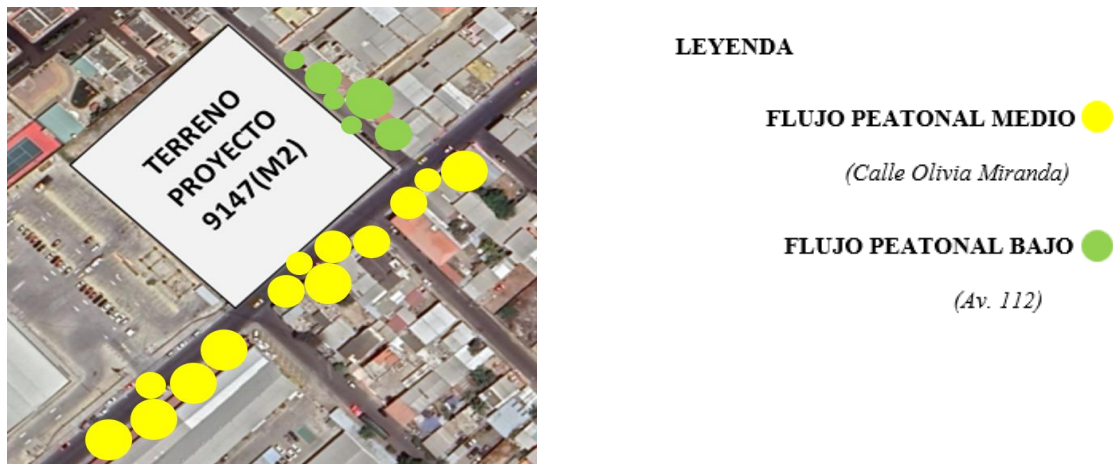 TERRENO
PROYECTO
9147(M2)
LEYENDA
FLUJO PEATONAL MEDIO
(Calle Olivia Miranda)
FLUJO PEATONAL BAJO
(Av. 112)